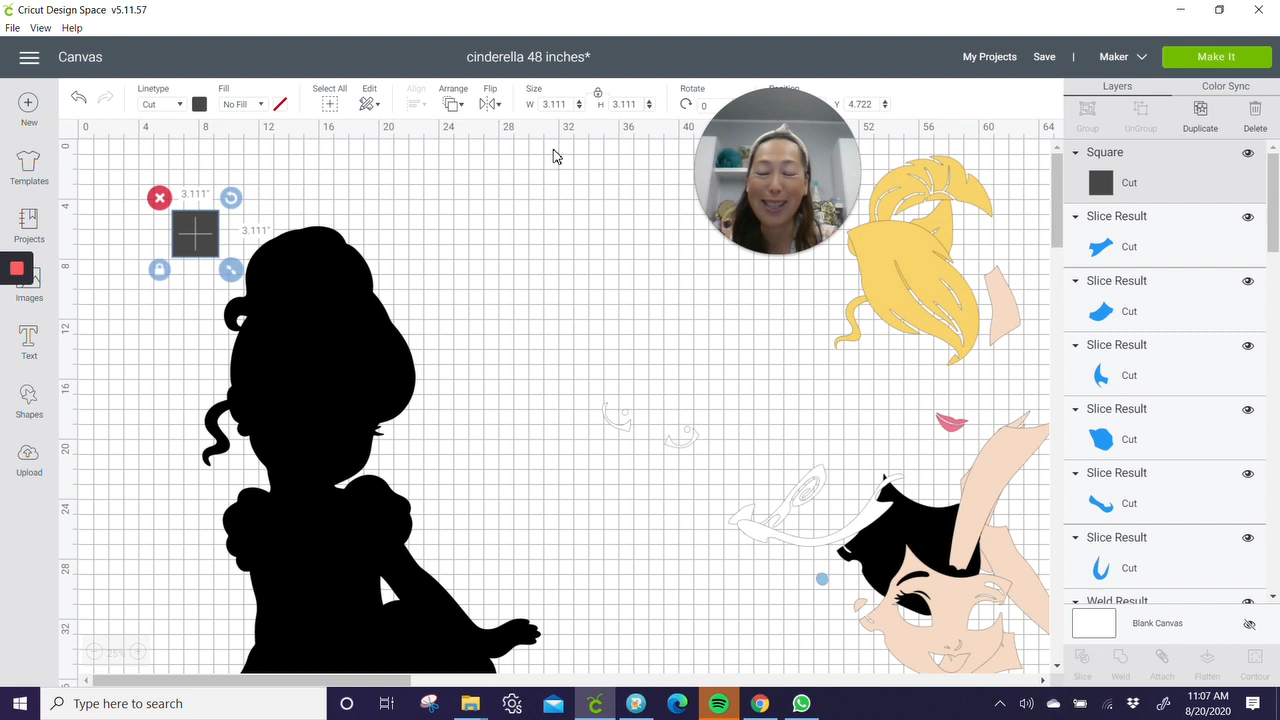 Cricut Design Space v5.11.57
File View Help
Canvas
cinderella 48 inches*
My Projects Save | Maker Make It
Linetype Fill Select All Edit Align Arrange Flip Size Rotate
Cut No Fill W 3.111 H 3.111 0 Y 4.722
Layers Color Sync
Group UnGroup Duplicate Delete
New
Templates
Projects
Images
Text
Shapes
Upload
0 4 8 12 16 20 24 28 32 36 40 52 56 60 64
0
4
8
12
16
20
24
28
32
3.111"
3.111"
25%
Square
Cut
Slice Result
Cut
Slice Result
Cut
Slice Result
Cut
Slice Result
Cut
Slice Result
Cut
Slice Result
Cut
Weld Result
Blank Canvas
Slice Weld Attach Flatten Contour
Type here to search
11:07 AM
8/20/2020